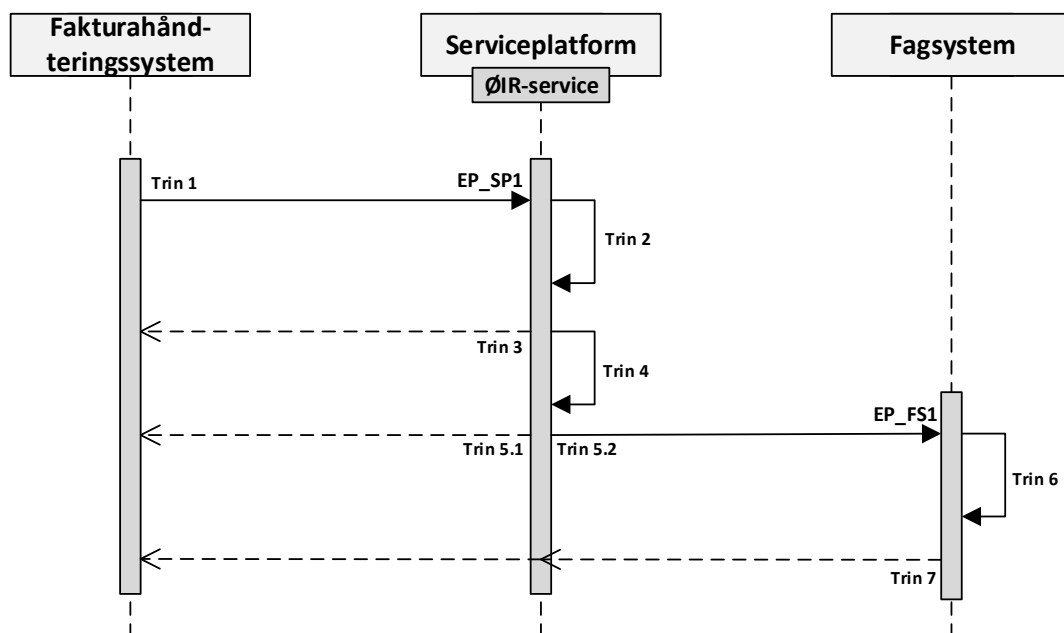 Fakturahånd-
teringssystem
Serviceplatform
Fagsystem
ØIR-service
Trin 1
EP_SP1
Trin 2
Trin 3
Trin 4
EP_FS1
Trin 5.1
Trin 5.2
Trin 6
Trin 7